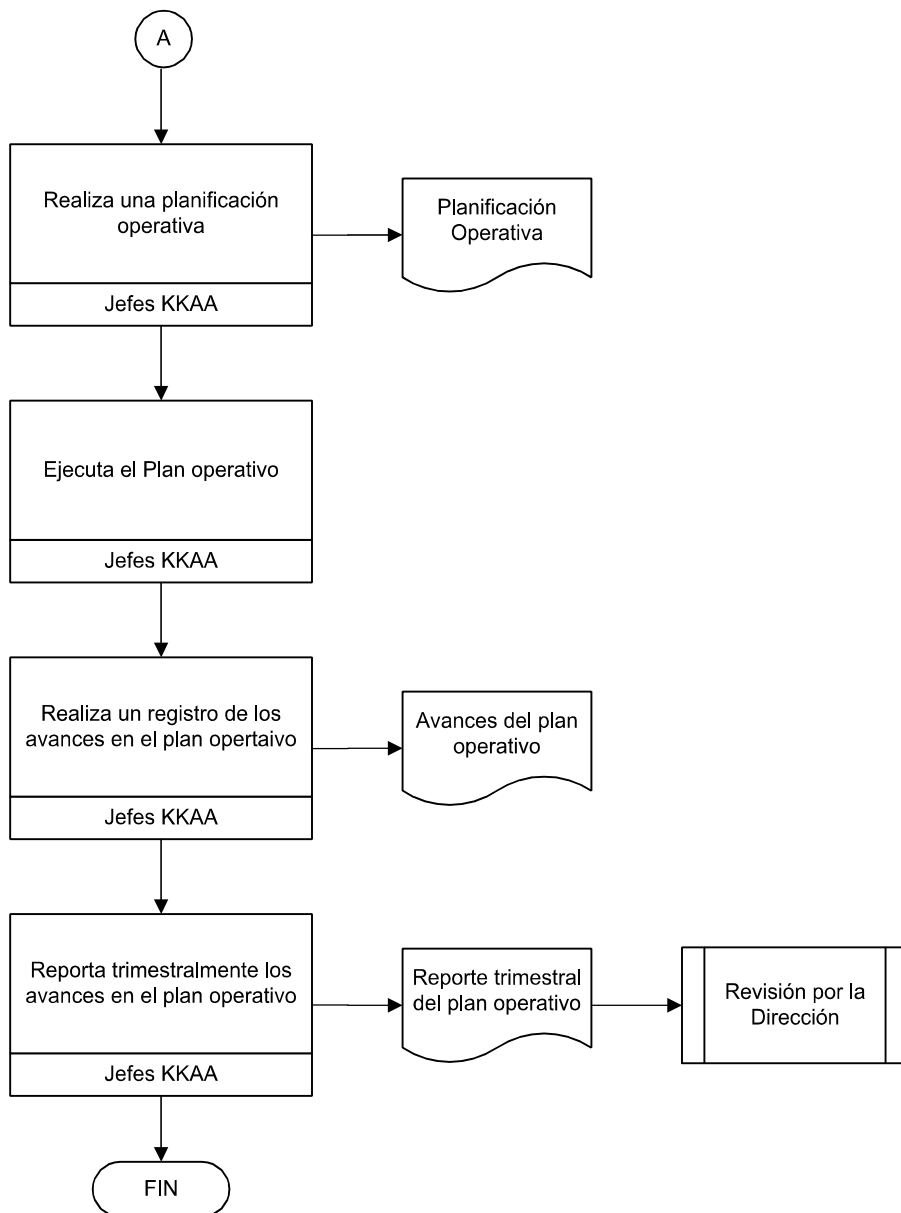 A
Realiza una planificación
operativa
Jefes KKAA
Planificación
Operativa
Ejecuta el Plan operativo
Jefes KKAA
Realiza un registro de los
avances en el plan opertaivo
Jefes KKAA
Avances del plan
operativo
Reporta trimestralmente los
avances en el plan operativo
Jefes KKAA
Reporte trimestral
del plan operativo
Revisión por la
Dirección
FIN